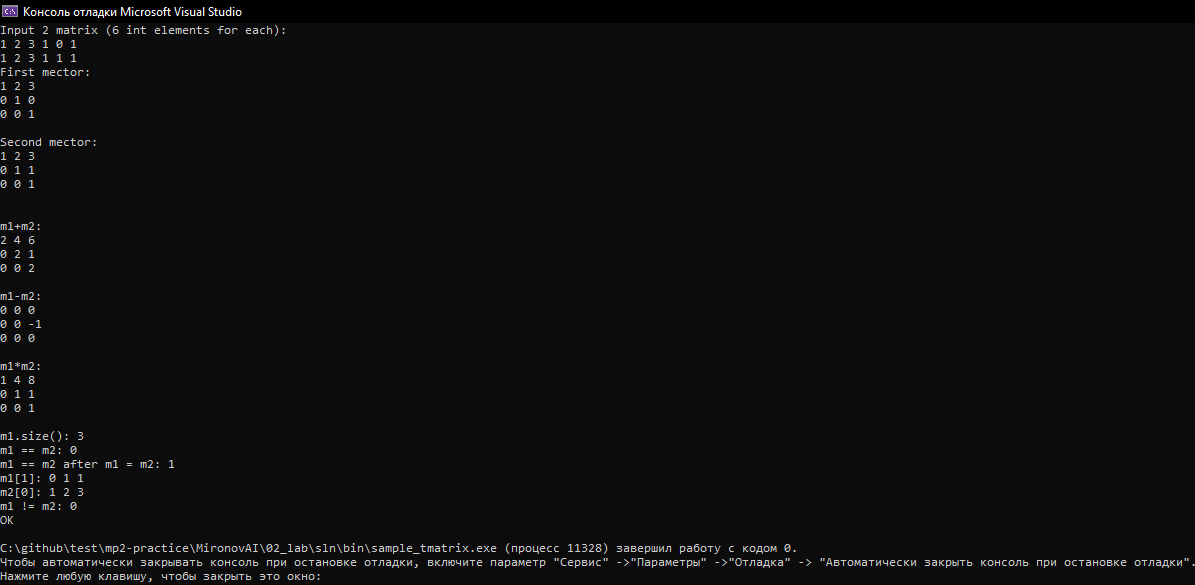 Консоль отладки Microsoft Visual Studio
Input 2 matrix (6 int elements for each):
1 2 3 1 0 1
1 2 3 1 1 1
First mector:
1 2 3
0 1 0
0 0 1
Second mector:
1 2 3
0 1 1
0 0 1
m1+m2:
2 4 6
0 2 1
0 0 2
m1-m2:
0 0 0
0 0 -1
0 0 0
m1*m2:
1 4 8
0 1 1
0 0 1
m1.size(): 3
m1 == m2: 0
m1 == m2 after m1 = m2: 1
m1[1]: 0 1 1
m2[0]: 1 2 3
m1 != m2: 0
OK
C:\github\test\mp2-practice\MironovAI\02_lab\sln\bin\sample_tmatrix.exe (процесс 11328) завершил работу с кодом 0.
Чтобы автоматически закрывать консоль при остановке отладки, включите параметр "Сервис" ->"Параметры" ->"Отладка" -> "Автоматически закрыть консоль при остановке отладки".
Нажмите любую клавишу, чтобы закрыть это окно: